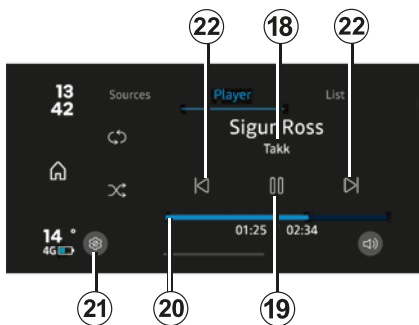 22 18 22
13
42
Sources Player List
Sigur Ross
Takk
01:25 02:34
14 °
4G
21 20 19